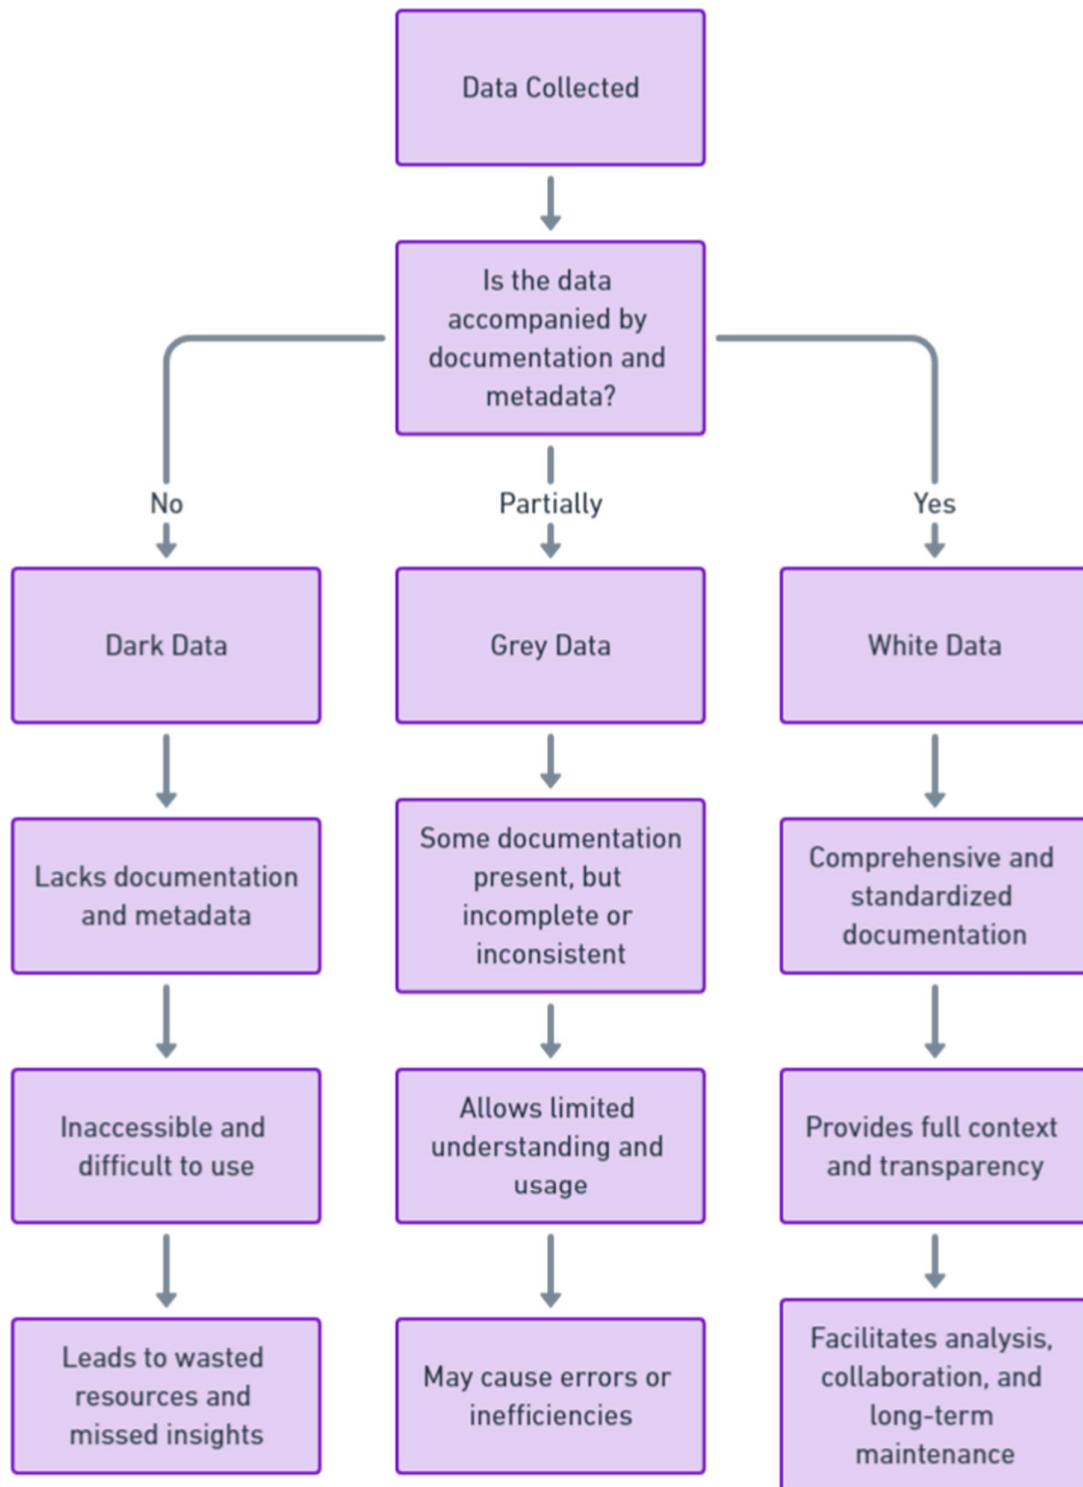 Data Collected
Is the data
accompanied by
documentation and
metadata?
No
Partially
Yes
Dark Data
Grey Data
White Data
Lacks documentation
and metadata
Some documentation
present, but
incomplete or
inconsistent
Comprehensive and
standardized
documentation
Inaccessible and
difficult to use
Allows limited
understanding and
usage
Provides full context
and transparency
Leads to wasted
resources and
missed insights
May cause errors or
inefficiencies
Facilitates analysis,
collaboration, and
long-term
maintenance